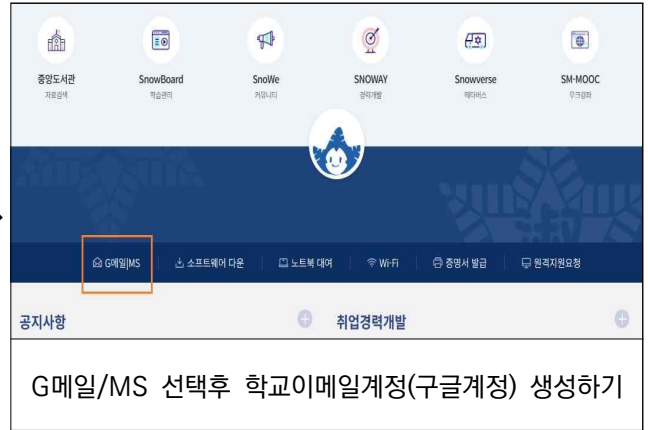 중앙도서관 SnowBoard SnoWe SNOWAY Snowverse SM-MOOC
자료검색 학습관리 커뮤니티 경력개발 메타버스 무크강좌
G메일|MS 소프트웨어 다운 노트북 대여 Wi-Fi 증명서 발급 원격지원요청
공지사항 취업경력개발
G메일/MS 선택후 학교이메일계정(구글계정) 생성하기